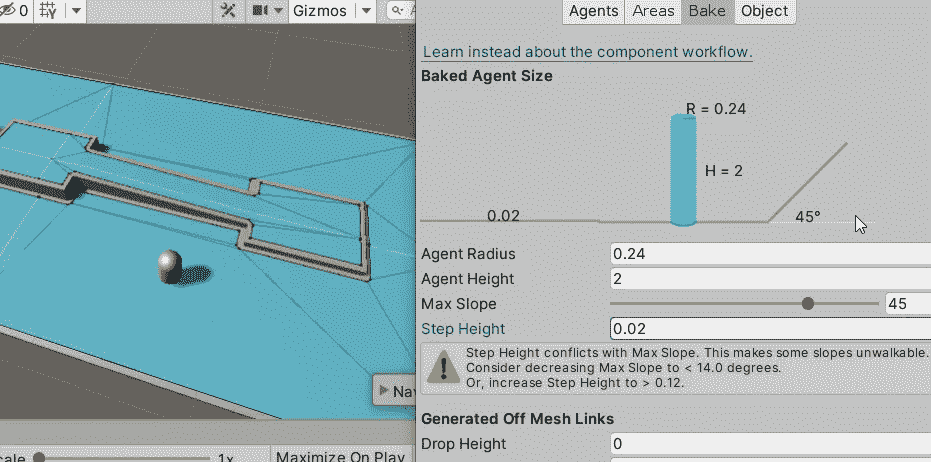 0
Gizmos
Agents Areas Bake Object
Learn instead about the component workflow.
Baked Agent Size
R = 0.24
H = 2
0.02
45°
Agent Radius 0.24
Agent Height 2
Max Slope 45
Step Height 0.02
Step Height conflicts with Max Slope. This makes some slopes unwalkable.
Consider decreasing Max Slope to < 14.0 degrees.
Or, increase Step Height to > 0.12.
Generated Off Mesh Links
Drop Height 0
1x
Maximize On Play